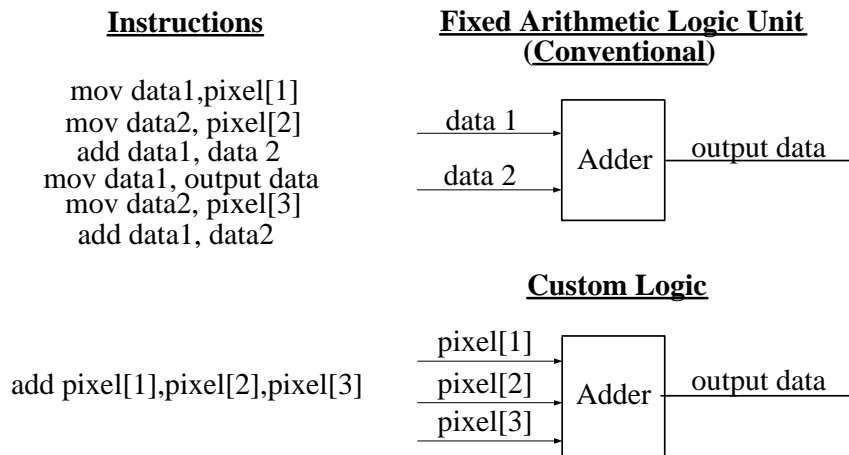 Instructions
mov data1,pixel[1]
mov data2, pixel[2]
add data1, data 2
mov data1, output data
mov data2, pixel[3]
add data1, data2
Fixed Arithmetic Logic Unit
(Conventional)
data 1
data 2
Adder
output data
Custom Logic
add pixel[1],pixel[2],pixel[3]
pixel[1]
pixel[2]
pixel[3]
Adder
output data